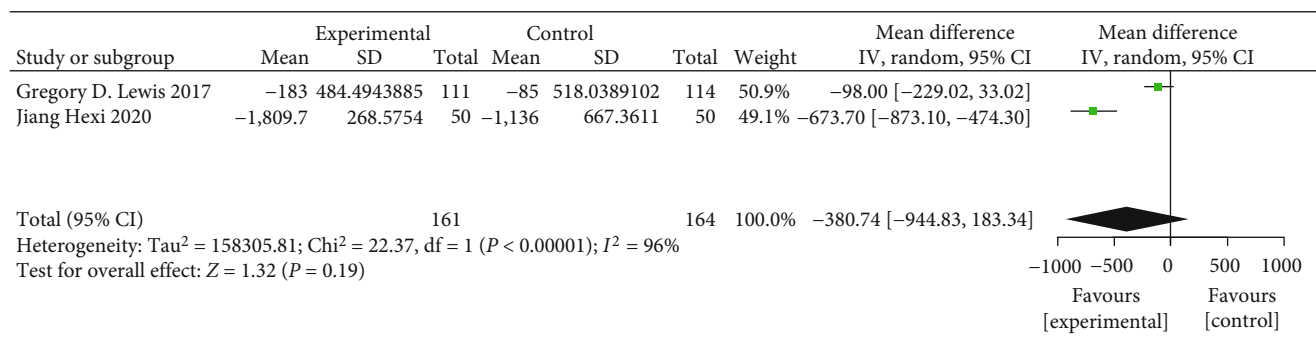 Experimental Control Mean difference Mean difference
Study or subgroup Mean SD Total Mean SD Total Weight IV, random, 95% CI IV, random, 95% CI
Gregory D. Lewis 2017 −183 484.4943885 111 −85 518.0389102 114 50.9% −98.00 [−229.02, 33.02]
Jiang Hexi 2020 −1,809.7 268.5754 50 −1,136 667.3611 50 49.1% −673.70 [−873.10, −474.30]
Total (95% CI) 161 164 100.0% −380.74 [−944.83, 183.34]
Heterogeneity: Tau² = 158305.81; Chi² = 22.37, df = 1 (P < 0.00001); I² = 96%
Test for overall effect: Z = 1.32 (P = 0.19)
−1000 −500 0 500 1000
Favours Favours
[experimental] [control]